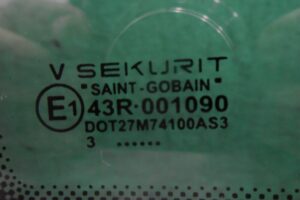 V SEKURIT
"SAINT-GOBAIN"
E1 43R-001090
DOT27M74100AS3
3 ......